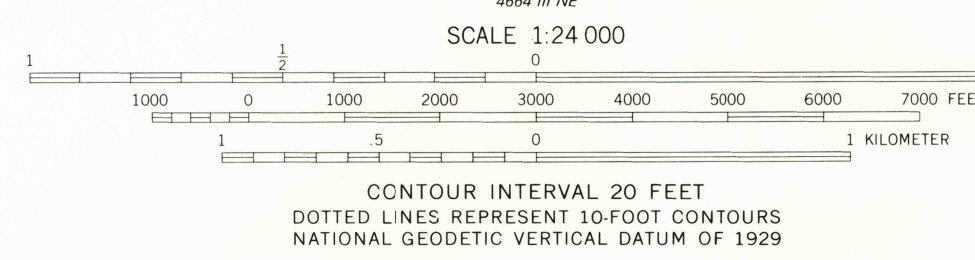 4664 III NE
SCALE 1:24 000
1 1/2 0
1000 0 1000 2000 3000 4000 5000 6000 7000 FEE
1 .5 0 1 KILOMETER
CONTOUR INTERVAL 20 FEET
DOTTED LINES REPRESENT 10-FOOT CONTOURS
NATIONAL GEODETIC VERTICAL DATUM OF 1929